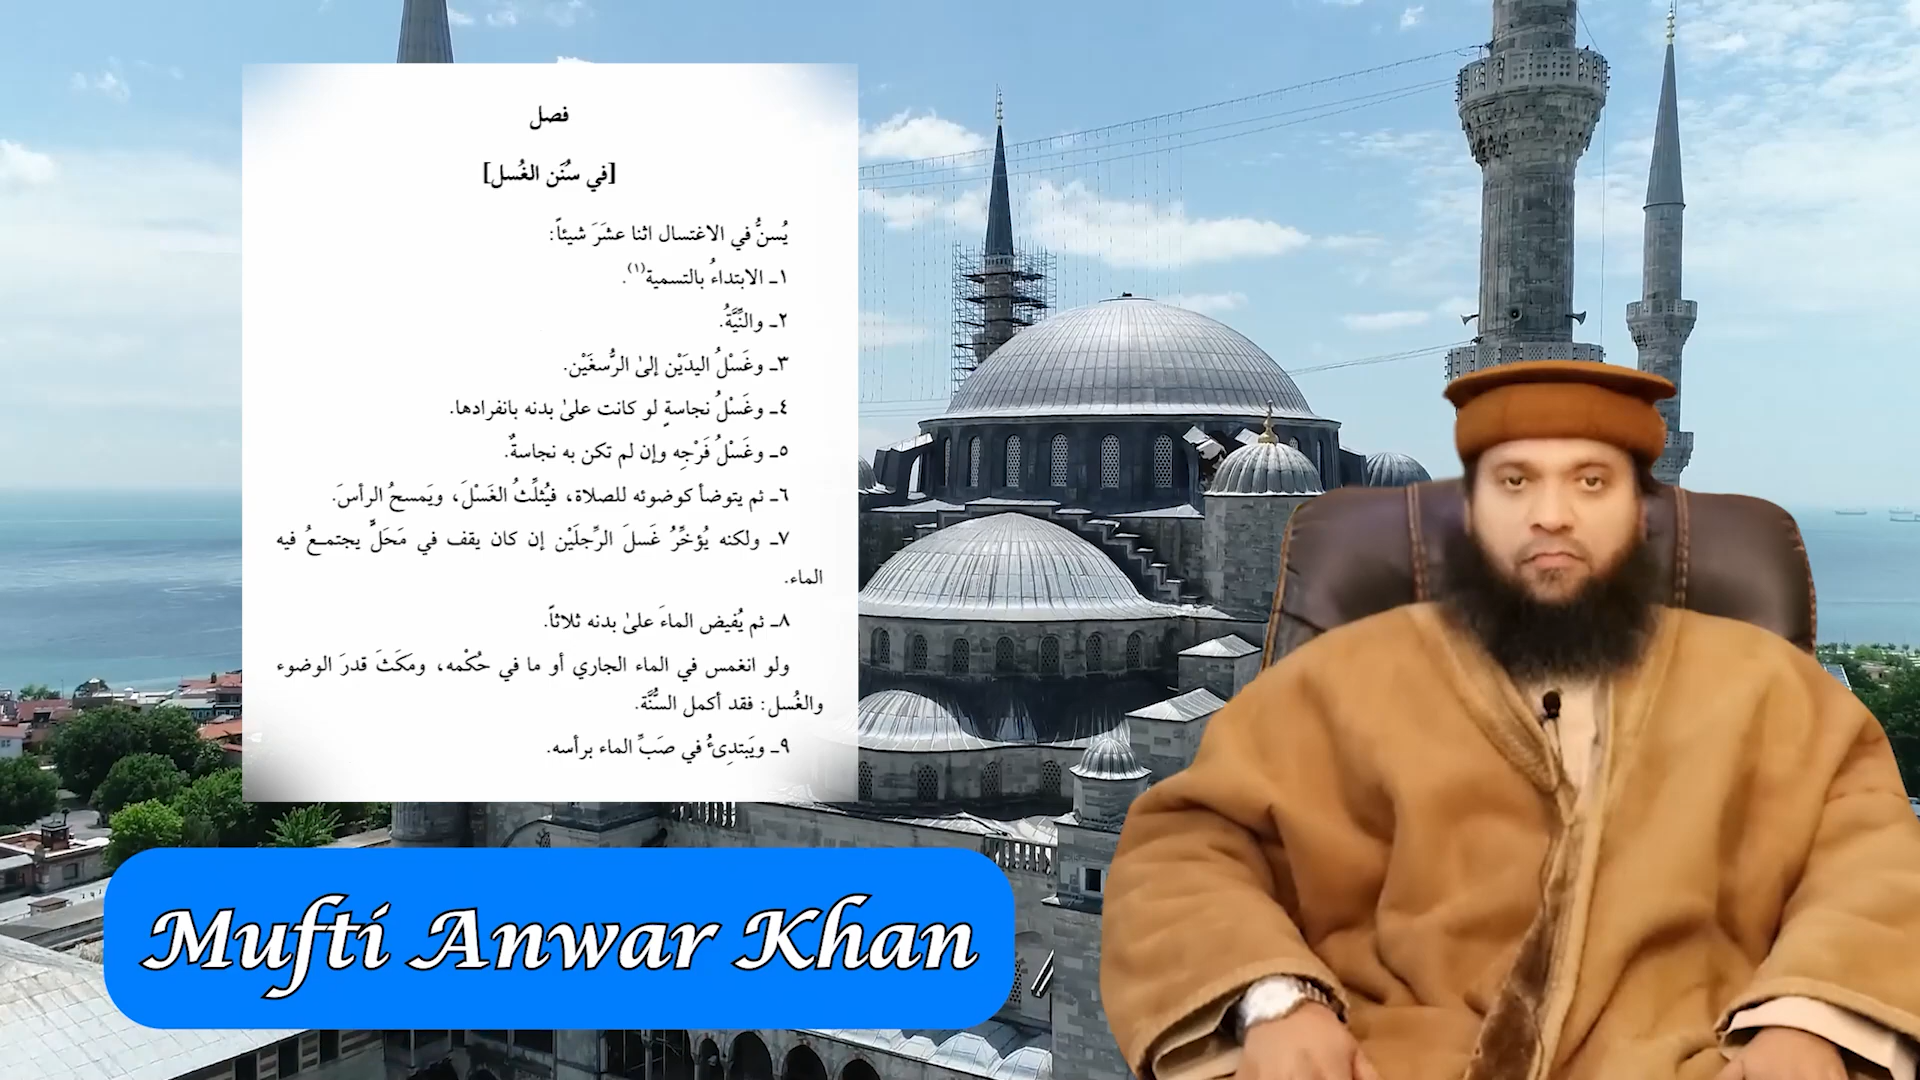 فصل
[في سُنَن الغُسل]
يُسنُّ في الاغتسال اثنا عشَرَ شيئاً:
١ـ الابتداءُ بالتسمية(١).
٢ـ والنِّيَّةُ.
٣ـ وغَسْلُ اليدَيْن إلىٰ الرُّسغَيْن.
٤ـ وغَسْلُ نجاسةٍ لو كانت علىٰ بدنه بانفرادها.
٥ـ وغَسْلُ فَرْجِه وإن لم تكن به نجاسةٌ.
٦ـ ثم يتوضأ كوضوئه للصلاة، فيُثلِّثُ الغَسْلَ، ويَمسحُ الرأسَ.
٧ـ ولكنه يُؤخِّرُ غَسلَ الرِّجلَيْن إن كان يقف في مَحَلٍّ يجتمـعُ فيه
الماء.
٨ـ ثم يُفيض الماءَ علىٰ بدنه ثلاثاً.
ولو انغمس في الماء الجاري أو ما في حُكْمه، ومكَثَ قدرَ الوضوء
والغُسل: فقد أكمل السُّنَّة.
٩ـ ويَبتدِئُ في صَبِّ الماء برأسه.
Mufti Anwar Khan